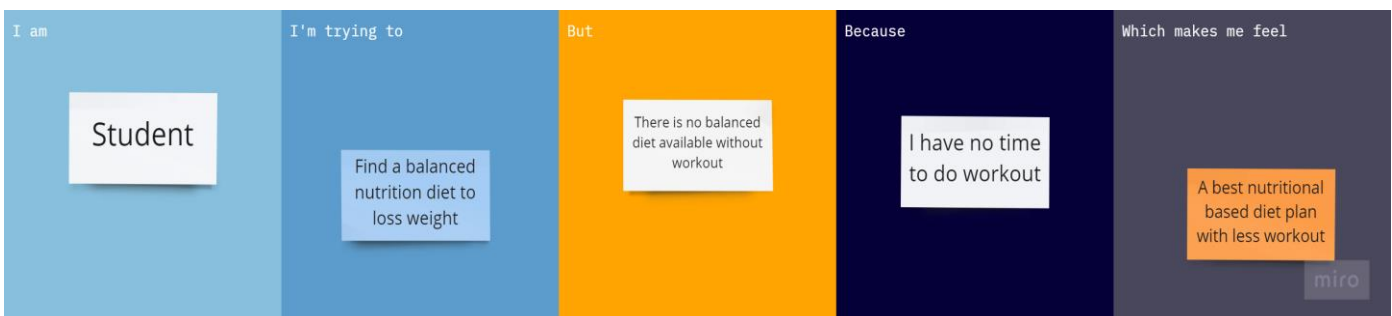 I am
Student
I'm trying to
Find a balanced
nutrition diet to
loss weight
But
There is no balanced
diet available without
workout
Because
I have no time
to do workout
Which makes me feel
A best nutritional
based diet plan
with less workout
miro